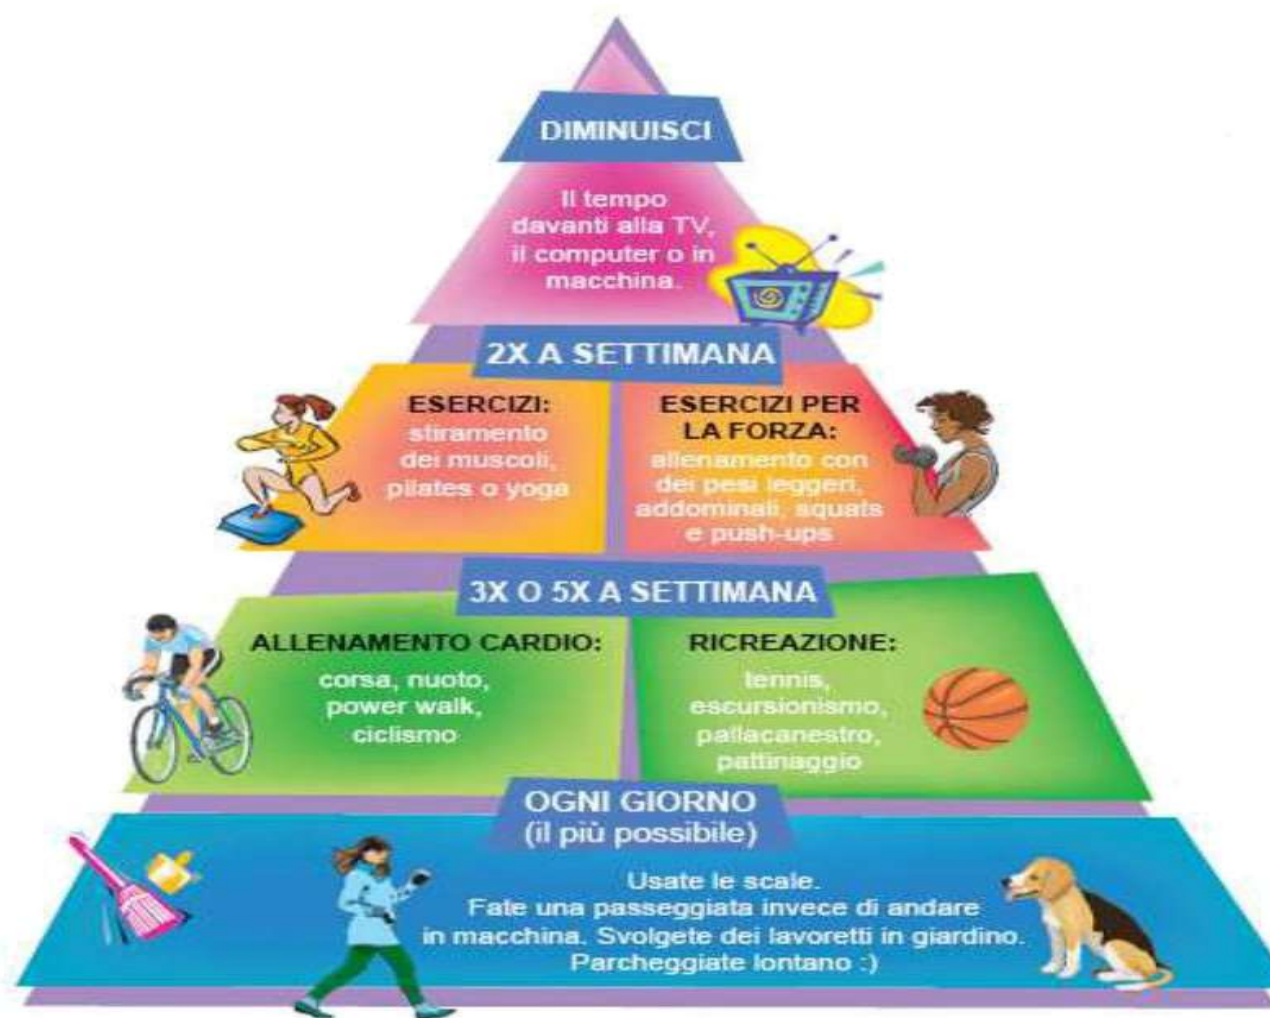 DIMINUISCI
Il tempo
davanti alla TV,
il computer o in
macchina.
2X A SETTIMANA
ESERCIZI:
stiramento
dei muscoli,
pilates o yoga
ESERCIZI PER
LA FORZA:
allenamento con
dei pesi leggeri,
addominali, squats
e push-ups
3X O 5X A SETTIMANA
ALLENAMENTO CARDIO:
corsa, nuoto,
power walk,
ciclismo
RICREAZIONE:
tennis,
escursionismo,
pallacanestro,
pattinaggio
OGNI GIORNO
(il più possibile)
Usate le scale.
Fate una passeggiata invece di andare
in macchina. Svolgete dei lavoretti in giardino.
Parcheggiate lontano :)